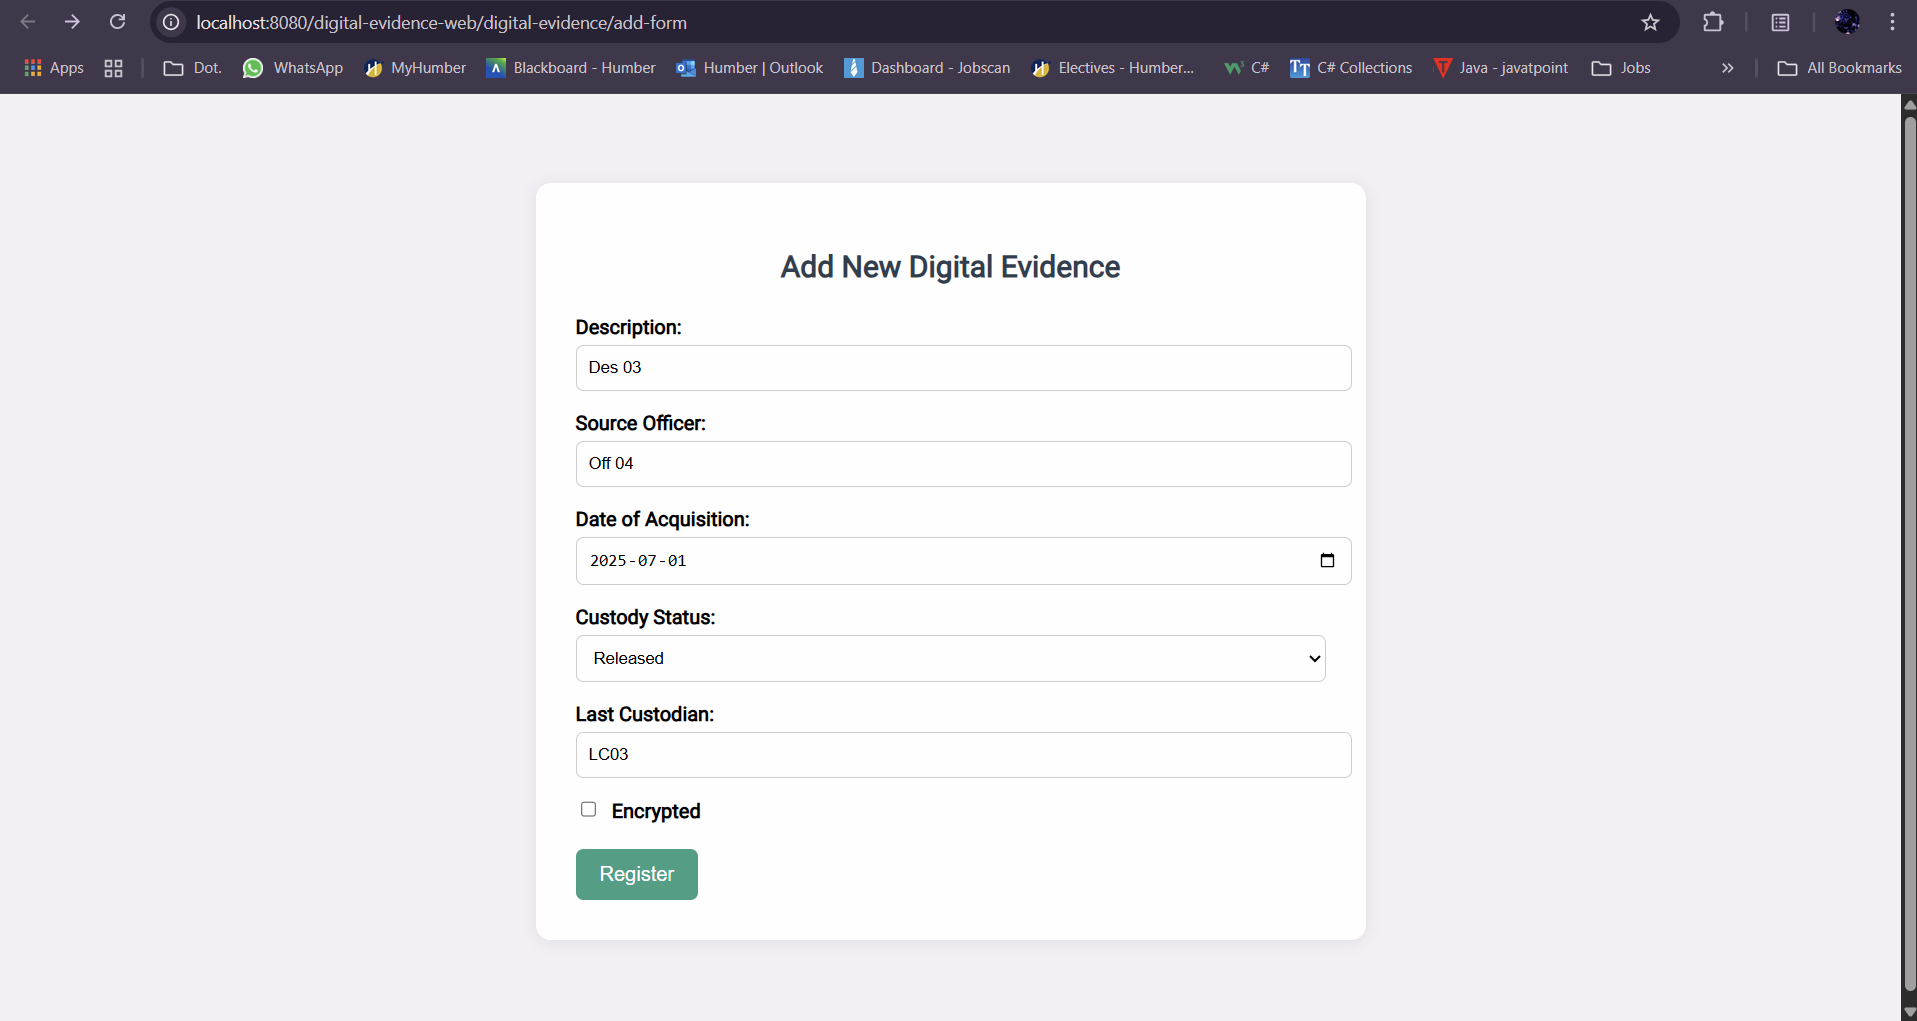 localhost:8080/digital-evidence-web/digital-evidence/add-form
Apps Dot. WhatsApp MyHumber Blackboard - Humber Humber | Outlook Dashboard - Jobscan Electives - Humber... C# C# Collections Java - javatpoint Jobs » All Bookmarks
Add New Digital Evidence
Description:
Des 03
Source Officer:
Off 04
Date of Acquisition:
2025-07-01
Custody Status:
Released
Last Custodian:
LC03
Encrypted
Register